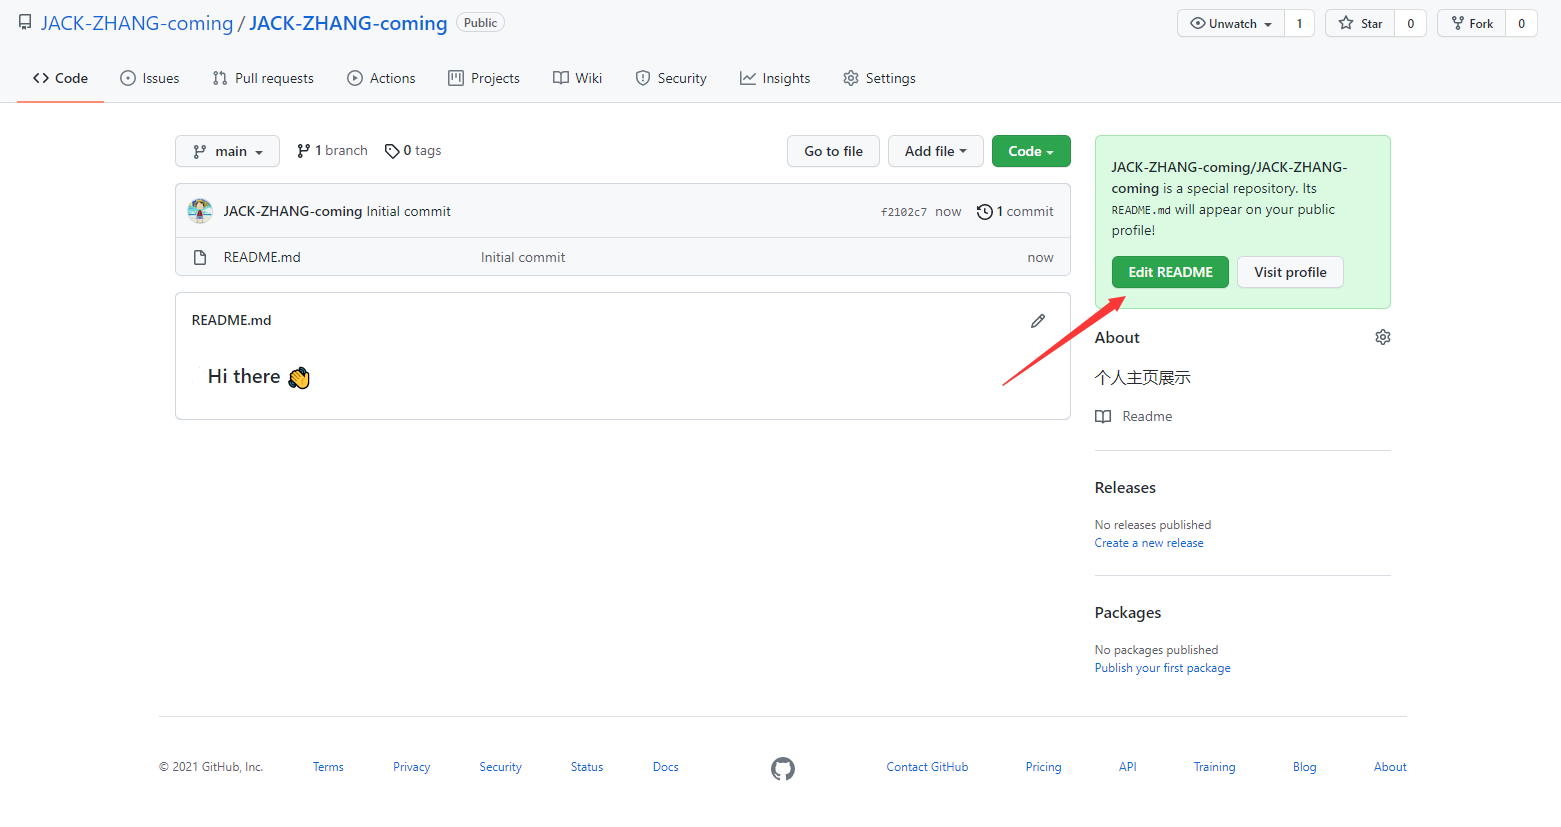 JACK-ZHANG-coming / JACK-ZHANG-coming Public Unwatch 1 Star 0 Fork 0
Code Issues Pull requests Actions Projects Wiki Security Insights Settings
main 1 branch 0 tags Go to file Add file Code
JACK-ZHANG-coming Initial commit f2102c7 now 1 commit
README.md Initial commit now
README.md
Hi there 👋
JACK-ZHANG-coming/JACK-ZHANG-
coming is a special repository. Its
README.md will appear on your public
profile!
Edit README Visit profile
About
个人主页展示
Readme
Releases
No releases published
Create a new release
Packages
No packages published
Publish your first package
© 2021 GitHub, Inc. Terms Privacy Security Status Docs Contact GitHub Pricing API Training Blog About